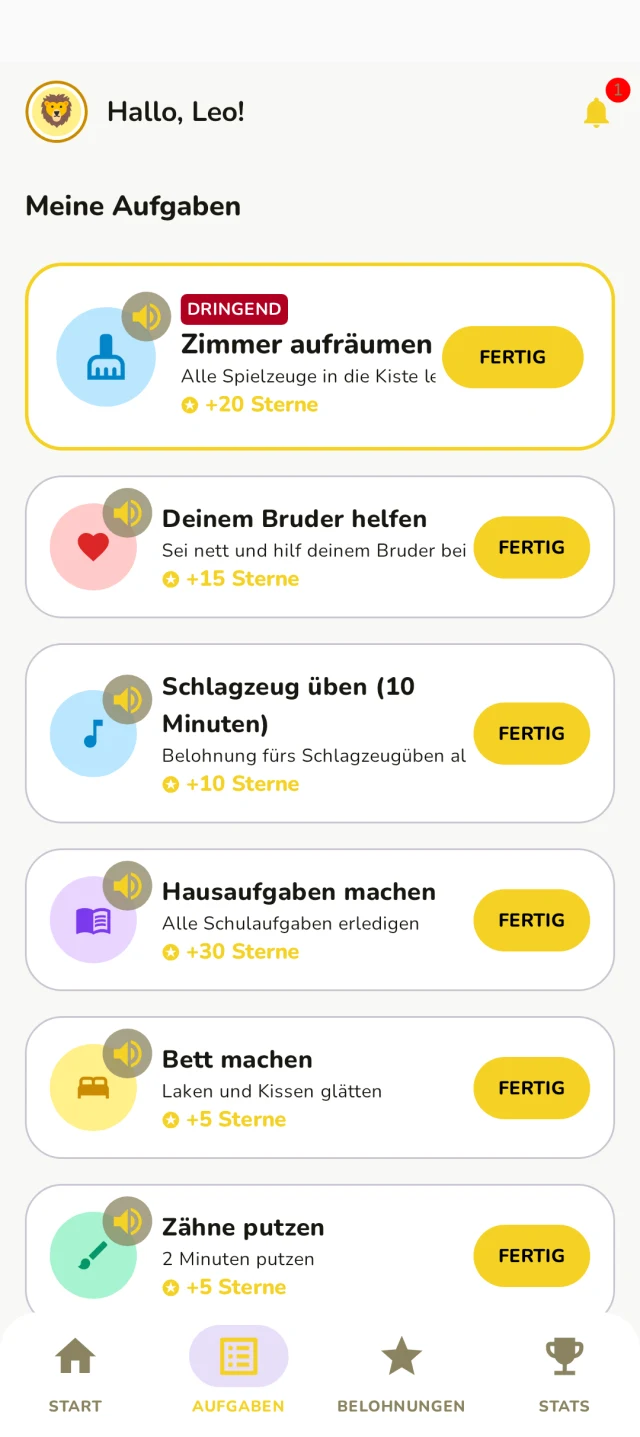 Hallo, Leo!
1
Meine Aufgaben
DRINGEND
Zimmer aufräumen
Alle Spielzeuge in die Kiste
+20 Sterne
FERTIG
Deinem Bruder helfen
Sei nett und hilf deinem Bruder bei
+15 Sterne
FERTIG
Schlagzeug üben (10
Minuten)
Belohnung fürs Schlagzeugüben al
+10 Sterne
FERTIG
Hausaufgaben machen
Alle Schulaufgaben erledigen
+30 Sterne
FERTIG
Bett machen
Laken und Kissen glätten
+5 Sterne
FERTIG
Zähne putzen
2 Minuten putzen
+5 Sterne
FERTIG
START
AUFGABEN
BELOHNUNGEN
STATS